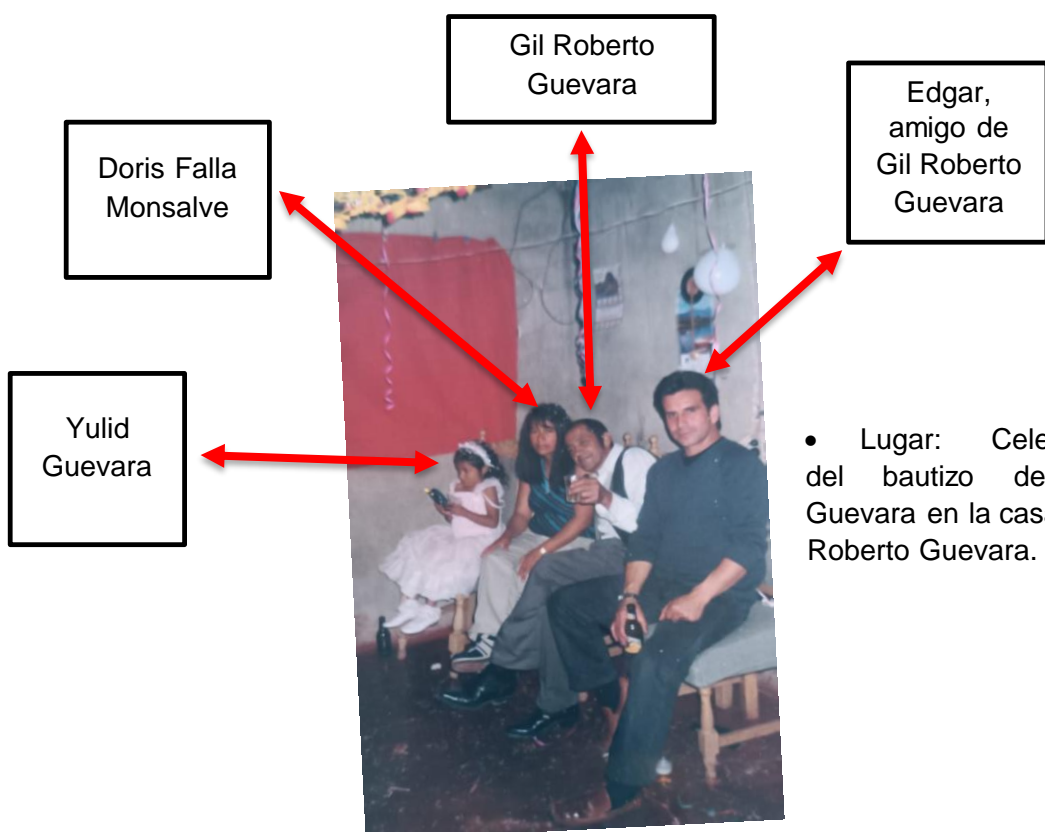 Gil Roberto
Guevara
Edgar,
amigo de
Gil Roberto
Guevara
Doris Falla
Monsalve
Yulid
Guevara
• Lugar: Cele
del bautizo de
Guevara en la casa
Roberto Guevara.